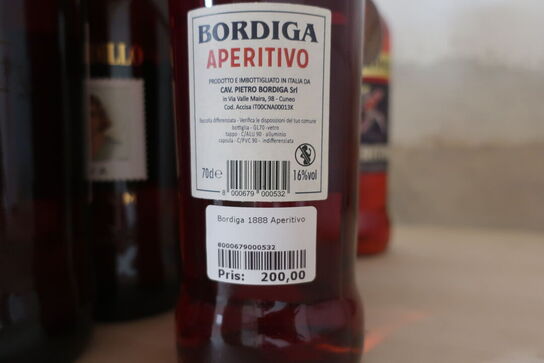 BORDIGA
APERITIVO
PRODOTTO E IMBOTTIGLIATO IN ITALIA DA
CAV. PIETRO BORDIGA Srl
in Via Valle Maira, 98 - Cuneo
Cod. Accisa IT00CNA00013K
Raccolta differenziata - Verifica le disposizioni del tuo comune
bottiglia - GL70 -vetro
tappo - C/ALU 90 - alluminio
capsula - C/PVC 90 - indifferenziata
70cl e
16%vol
8 000679 000532
Bordiga 1888 Aperitivo
8000679000532
Pris: 200,00